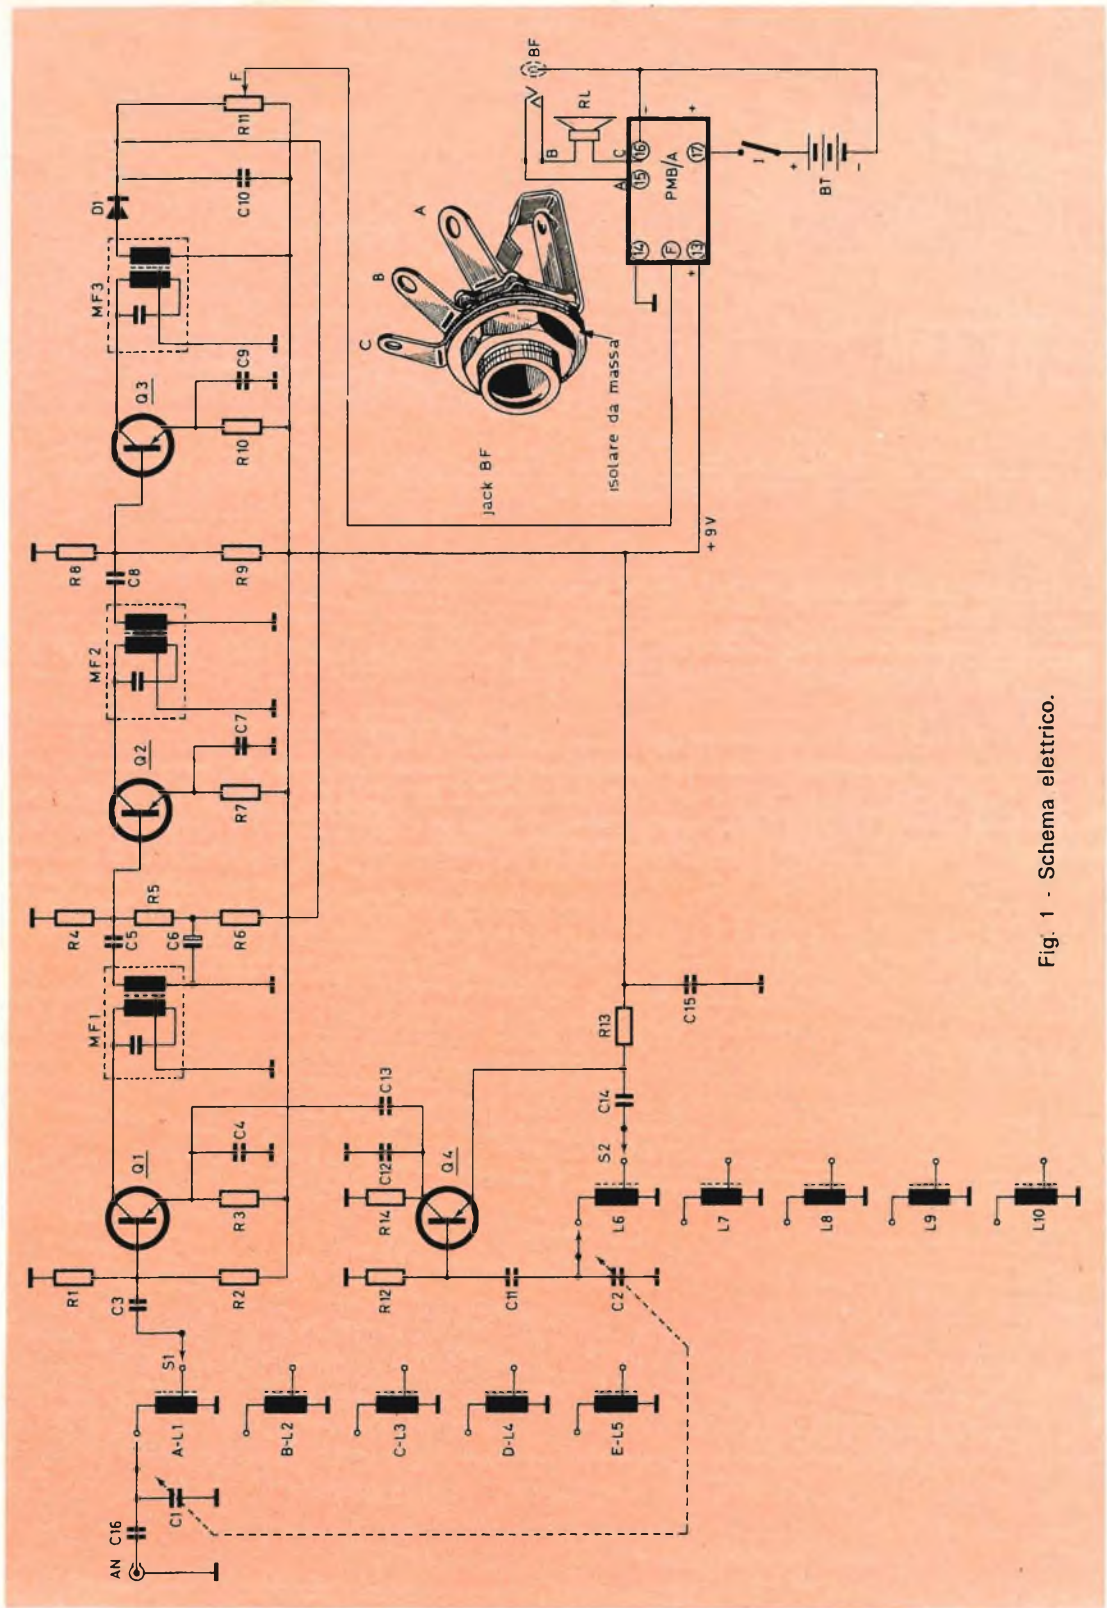 AN
C16
C1
A-L1
S1
C3
R1
R2
B-L2
C-L3
D-L4
E-L5
Q1
R3
C4
MF1
R4
C5
R5
C6
R6
Q2
R7
C7
MF2
R8
C8
R9
Q3
R10
C9
MF3
D1
C10
R11
F
R12
R14
C12
C13
Q4
C11
C2
S2
L6
L7
L8
L9
L10
C14
R13
C15
+ 9 V
jack BF
isolare da massa
C
B
A
BF
RL
B
A
C
14
15
16
F
PMB/A
13
17
+
-
+
I
+
BT
-
Fig. 1 - Schema elettrico.